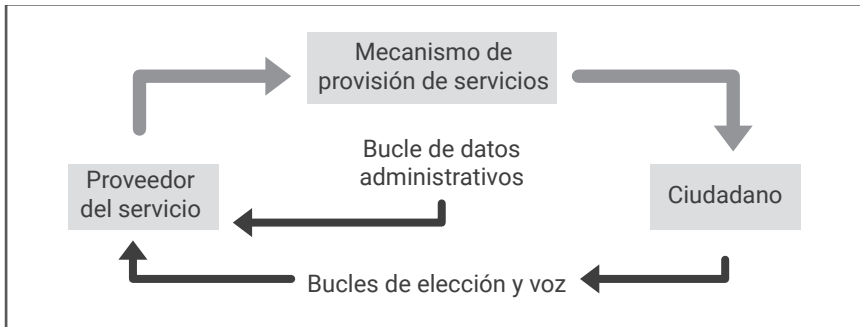 Mecanismo de
provisión de servicios
Bucle de datos
administrativos
Proveedor
del servicio
Ciudadano
Bucles de elección y voz